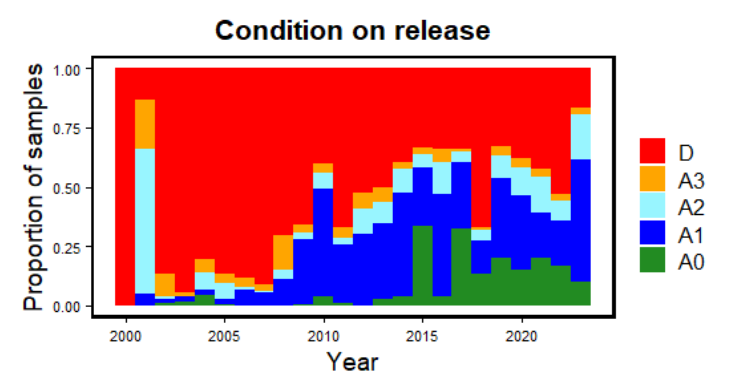 Condition on release
Proportion of samples
1.00
0.75
0.50
0.25
0.00
2000 2005 2010 2015 2020
Year
D
A3
A2
A1
A0